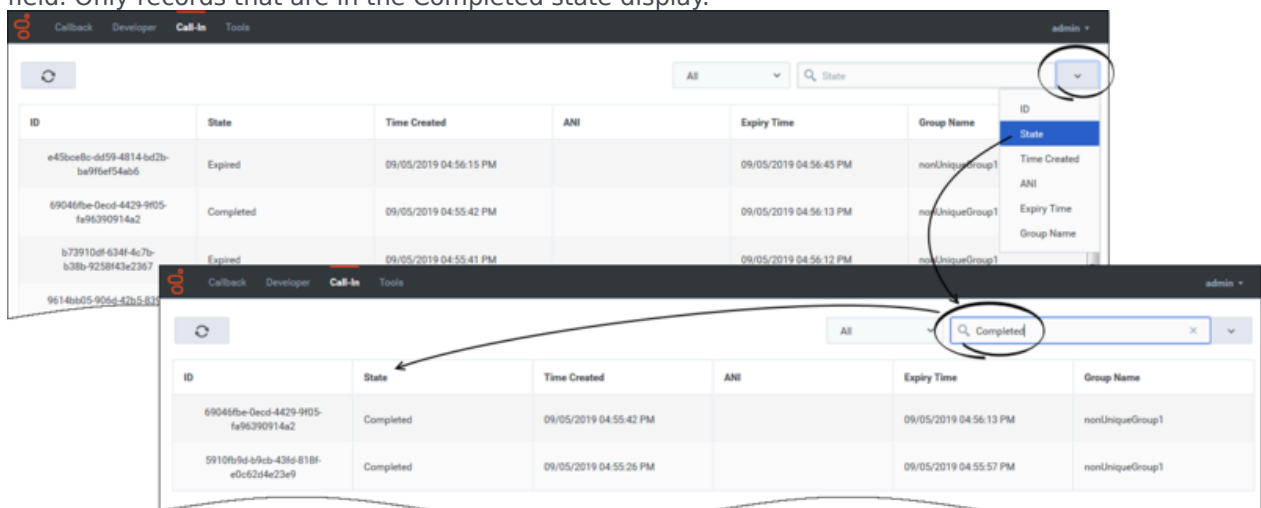 field. Only records that are in the Completed state display.
Callback Developer Call-In Tools admin
All State
ID State Time Created ANI Expiry Time Group Name
ID
State
Time Created
ANI
Expiry Time
Group Name
e45bce8c-dd59-4814-bd2b-
ba9f6ef54ab6
Expired 09/05/2019 04:56:15 PM 09/05/2019 04:56:45 PM nonUniqueGroup1
69046fbe-0ecd-4429-9f05-
fa96390914a2
Completed 09/05/2019 04:55:42 PM 09/05/2019 04:56:13 PM nonUniqueGroup1
b73910df-634f-4c7b-
b38b-9258f43e2367
Expired 09/05/2019 04:55:41 PM 09/05/2019 04:56:12 PM nonUniqueGroup1
Callback Developer Call-In Tools admin
All Completed
ID State Time Created ANI Expiry Time Group Name
69046fbe-0ecd-4429-9f05-
fa96390914a2
Completed 09/05/2019 04:55:42 PM 09/05/2019 04:56:13 PM nonUniqueGroup1
5910fb9d-b9cb-43fd-818f-
e0c62d4e23e9
Completed 09/05/2019 04:55:26 PM 09/05/2019 04:55:57 PM nonUniqueGroup1